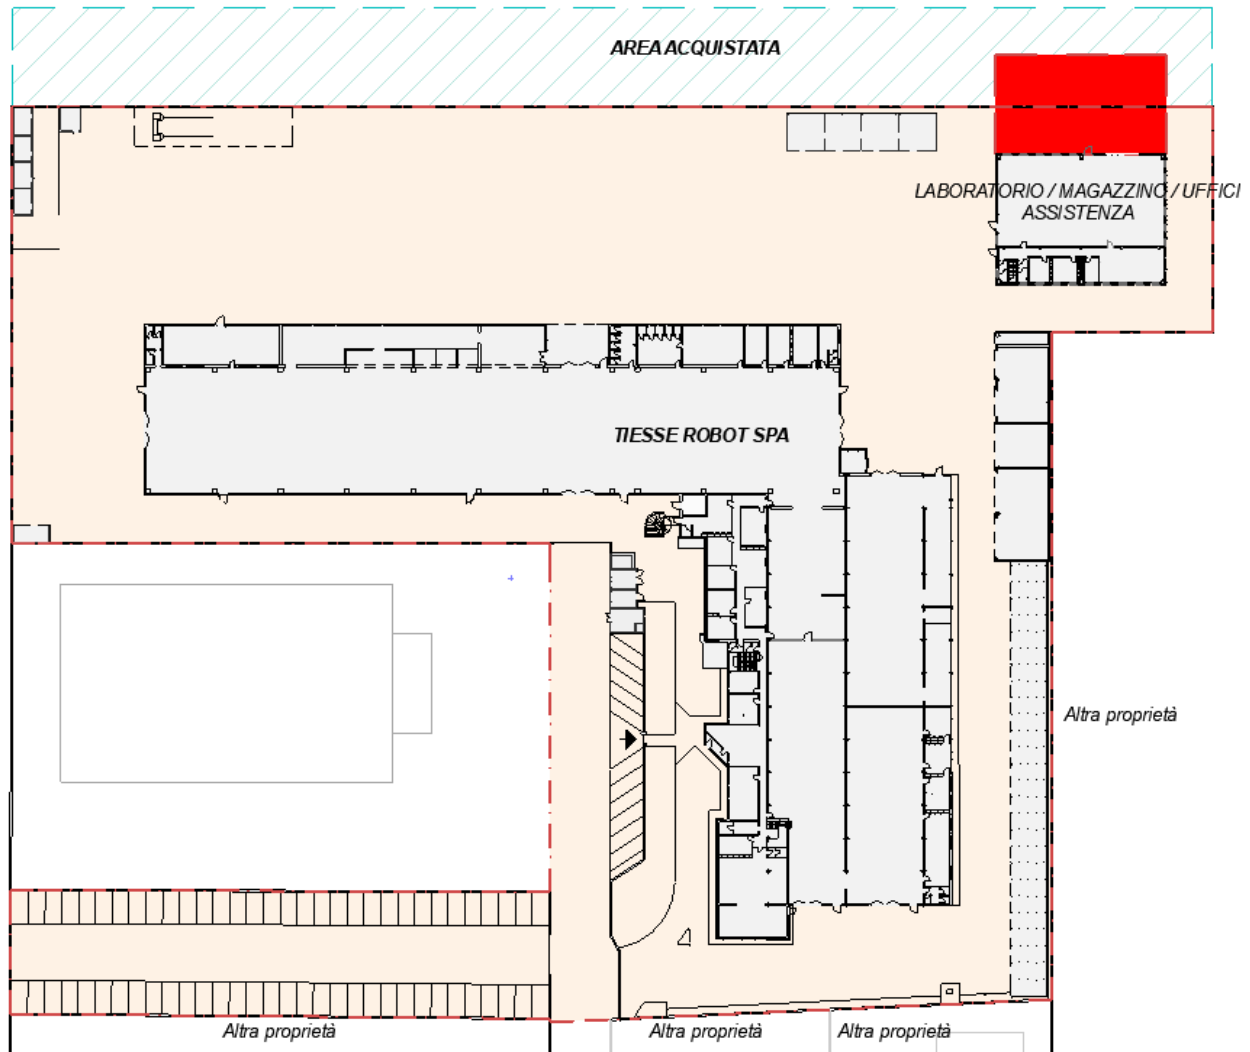 AREA ACQUISTATA
LABORATORIO / MAGAZZINO / UFFICI
ASSISTENZA
TIESSE ROBOT SPA
Altra proprietà
Altra proprietà
Altra proprietà
Altra proprietà